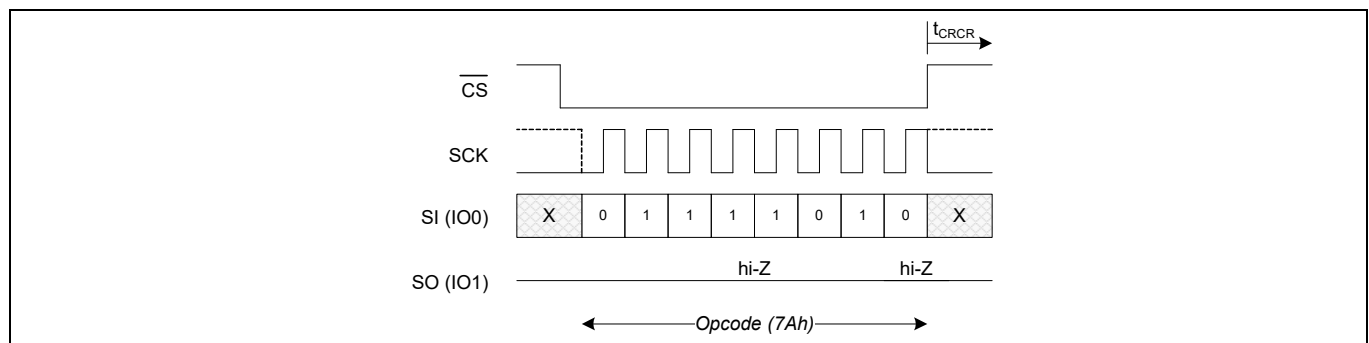 tCRCR
CS
SCK
SI (IO0) X 0 1 1 1 1 0 1 0 X
hi-Z hi-Z
SO (IO1)
Opcode (7Ah)